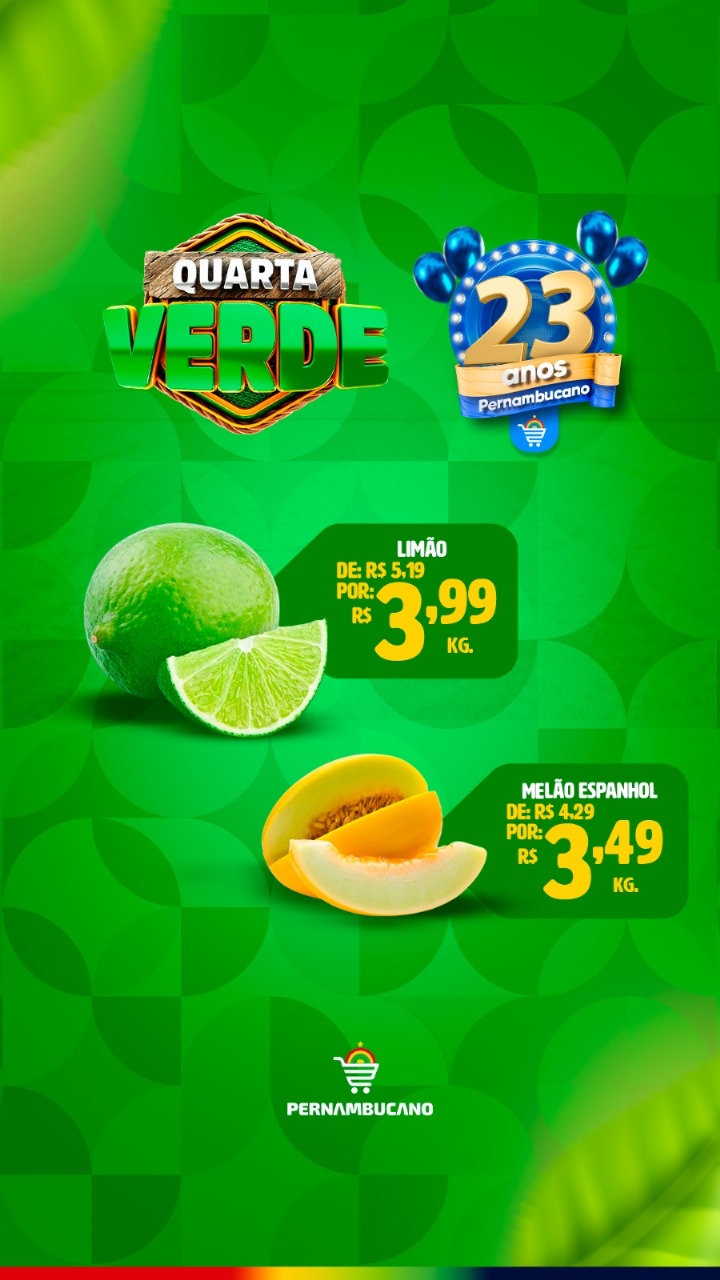 QUARTA
VERDE
23
anos
Pernambucano
LIMÃO
DE: R$ 5,19
POR:
R$ 3,99
KG.
MELÃO ESPANHOL
DE: R$ 4,29
POR:
R$ 3,49
KG.
PERNAMBUCANO